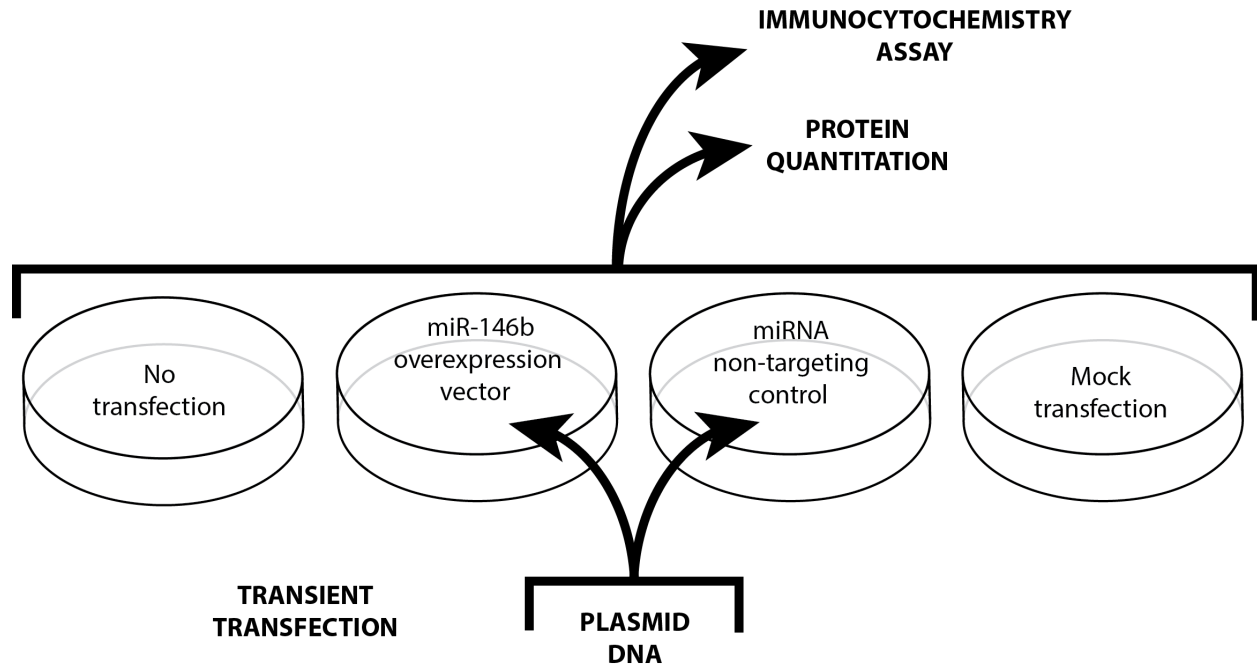 IMMUNOCYTOCHEMISTRY
ASSAY
PROTEIN
QUANTITATION
No
transfection
miR-146b
overexpression
vector
miRNA
non-targeting
control
Mock
transfection
TRANSIENT
TRANSFECTION
PLASMID
DNA